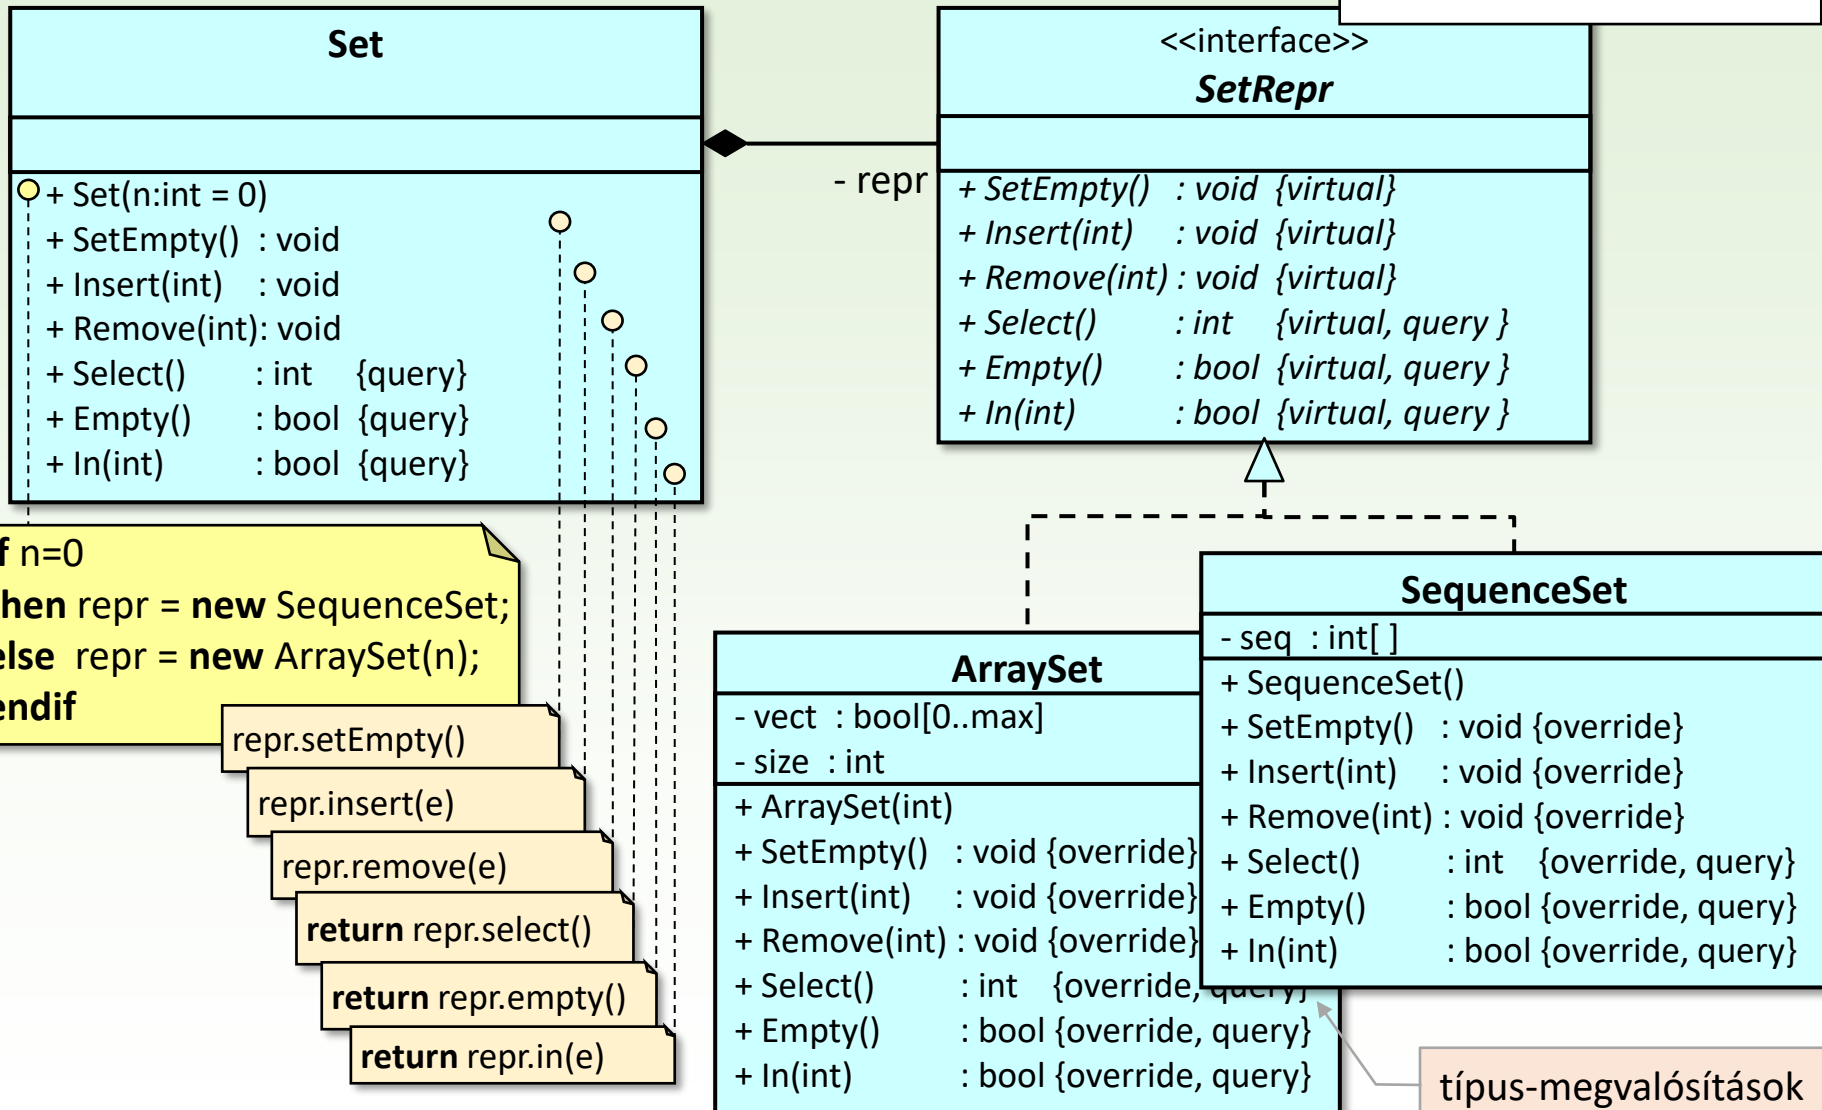 Set
+ Set(n:int = 0)
+ SetEmpty() : void
+ Insert(int) : void
+ Remove(int): void
+ Select() : int {query}
+ Empty() : bool {query}
+ In(int) : bool {query}
- repr
<<interface>>
SetRepr
+ SetEmpty() : void {virtual}
+ Insert(int) : void {virtual}
+ Remove(int) : void {virtual}
+ Select() : int {virtual, query }
+ Empty() : bool {virtual, query }
+ In(int) : bool {virtual, query }
f n=0
hen repr = new SequenceSet;
else repr = new ArraySet(n);
endif
repr.setEmpty()
repr.insert(e)
repr.remove(e)
return repr.select()
return repr.empty()
return repr.in(e)
ArraySet
- vect : bool[0..max]
- size : int
+ ArraySet(int)
+ SetEmpty() : void {override}
+ Insert(int) : void {override}
+ Remove(int) : void {override}
+ Select() : int {override, query}
+ Empty() : bool {override, query}
+ In(int) : bool {override, query}
SequenceSet
- seq : int[ ]
+ SequenceSet()
+ SetEmpty() : void {override}
+ Insert(int) : void {override}
+ Remove(int) : void {override}
+ Select() : int {override, query}
+ Empty() : bool {override, query}
+ In(int) : bool {override, query}
típus-megvalósítások